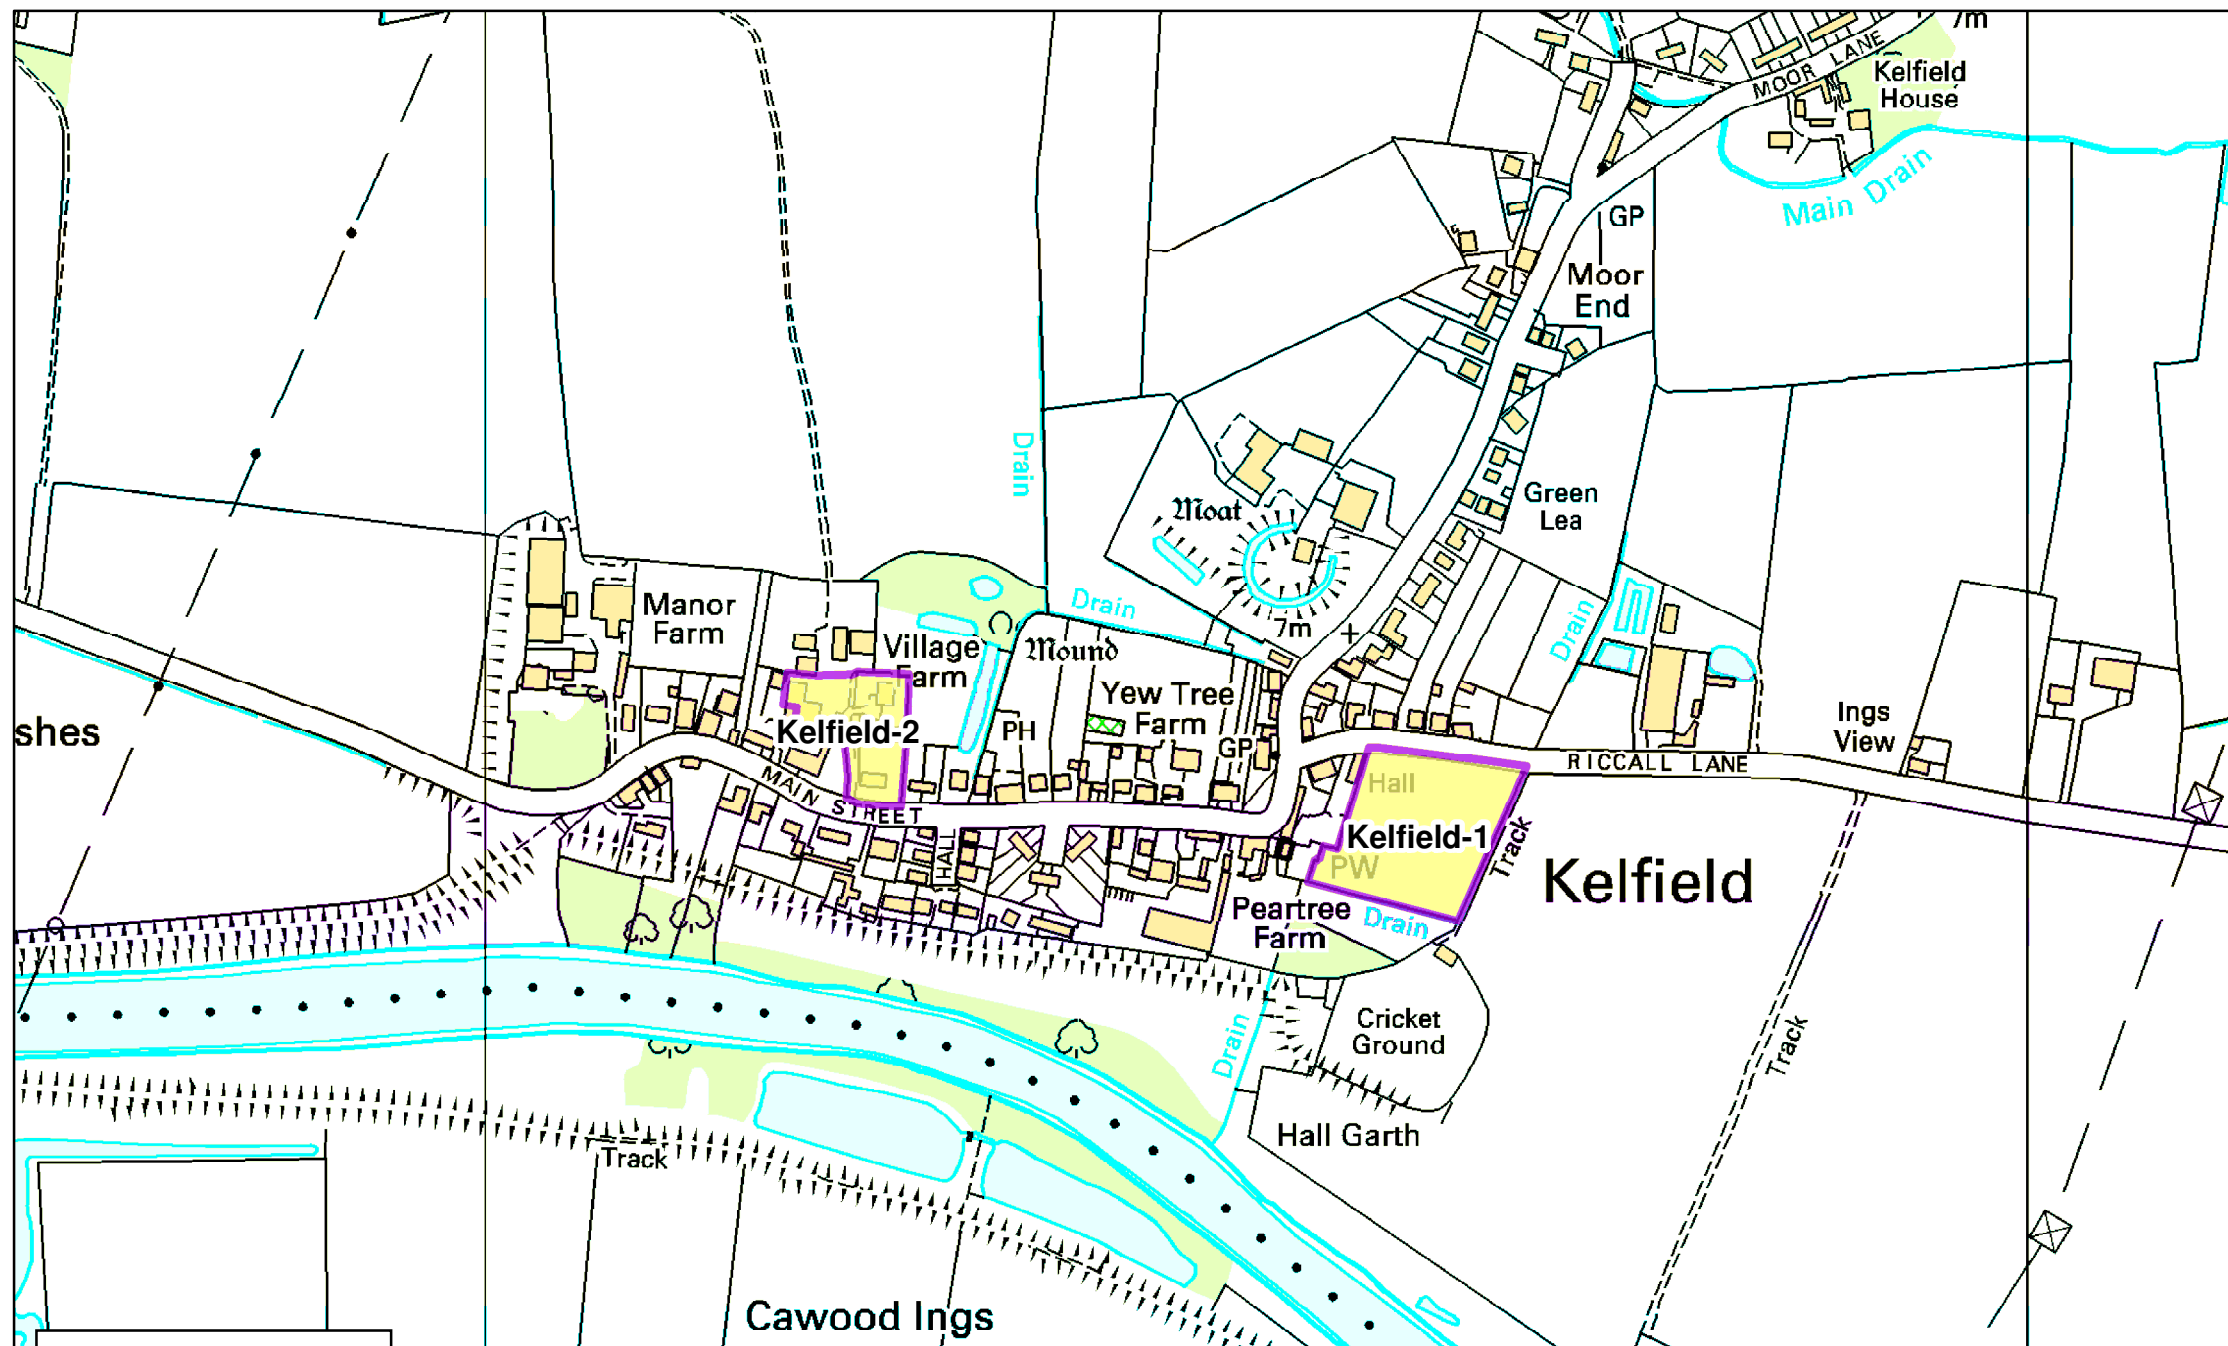 7m
MOOR LANE
Kelfield
House
Main Drain
GP
Moor
End
Drain
Moat
Green
Lea
Manor
Farm
Drain
7m
Drain
Village
Farm
Mound
Yew Tree
Farm
PH
GP
Ings
View
shes
Kelfield-2
MAIN STREET
HALL
RICCALL LANE
Hall
Kelfield-1
PW
Track
Kelfield
Peartree
Farm
Drain
Cricket
Ground
Drain
Track
Hall Garth
Track
Cawood Ings